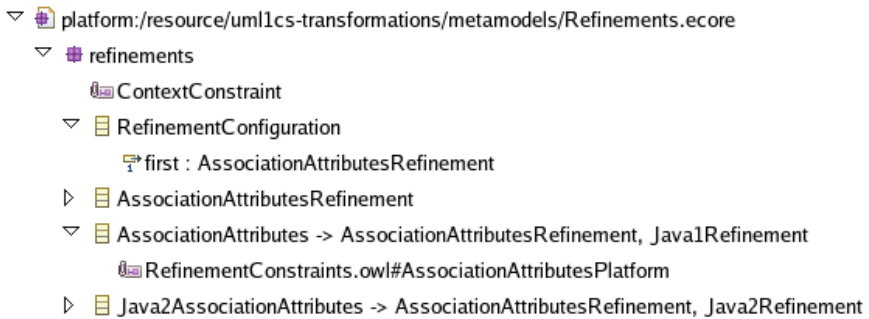 platform:/resource/uml1cs-transformations/metamodels/Refinements.ecore
refinements
ContextConstraint
RefinementConfiguration
first : AssociationAttributesRefinement
AssociationAttributesRefinement
AssociationAttributes -> AssociationAttributesRefinement, Java1Refinement
RefinementConstraints.owl#AssociationAttributesPlatform
Java2AssociationAttributes -> AssociationAttributesRefinement, Java2Refinement